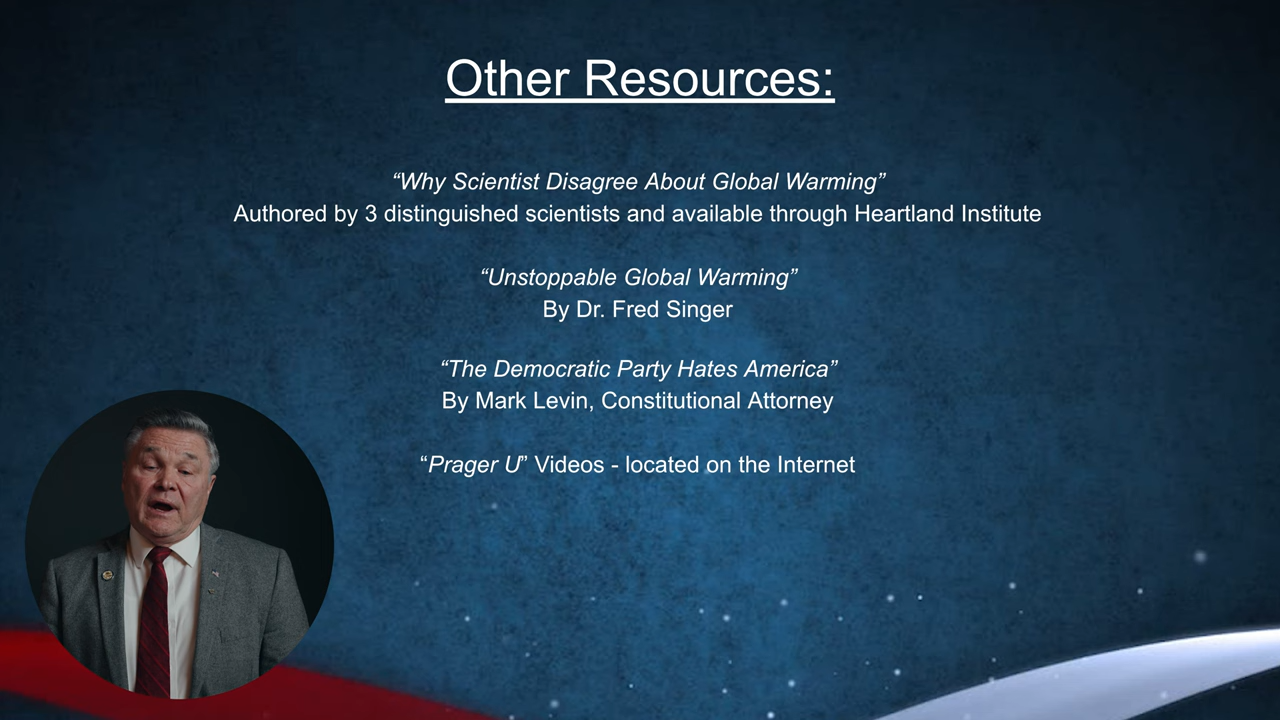 Other Resources:
“Why Scientist Disagree About Global Warming”
Authored by 3 distinguished scientists and available through Heartland Institute
“Unstoppable Global Warming”
By Dr. Fred Singer
“The Democratic Party Hates America”
By Mark Levin, Constitutional Attorney
“Prager U” Videos - located on the Internet